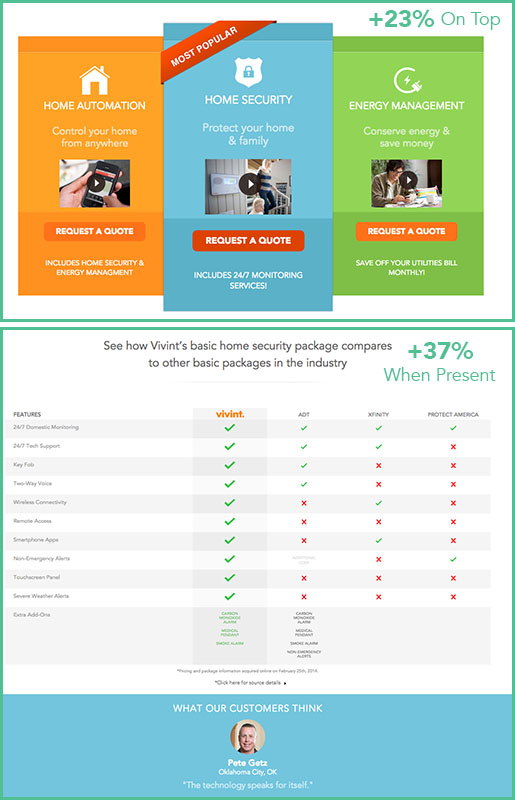 +23% On Top
MOST POPULAR
HOME AUTOMATION
Control your home
from anywhere
REQUEST A QUOTE
INCLUDES HOME SECURITY &
ENERGY MANAGMENT
HOME SECURITY
Protect your home
& family
REQUEST A QUOTE
INCLUDES 24/7 MONITORING
SERVICES!
ENERGY MANAGEMENT
Conserve energy &
save money
REQUEST A QUOTE
SAVE OFF YOUR UTILITIES BILL
MONTHLY!
See how Vivint's basic home security package compares
to other basic packages in the industry
+37%
When Present
FEATURES vivint. ADT XFINITY PROTECT AMERICA
24/7 Domestic Monitoring
24/7 Tech Support
Key Fob
Two-Way Voice
Wireless Connectivity
Remote Access
Smartphone Apps
Non-Emergency Alerts ADDITIONAL
COST
Touchscreen Panel
Severe Weather Alerts
Extra Add-Ons
CARBON
MONOXIDE
ALARM
MEDICAL
PENDANT
SMOKE ALARM
CARBON
MONOXIDE
ALARM
MEDICAL
PENDANT
SMOKE ALARM
NON-EMERGENCY
ALERTS
*Pricing and package information acquired online on February 25th, 2014
*Click here for source details
WHAT OUR CUSTOMERS THINK
Pete Getz
Oklahoma City, OK
"The technology speaks for itself."